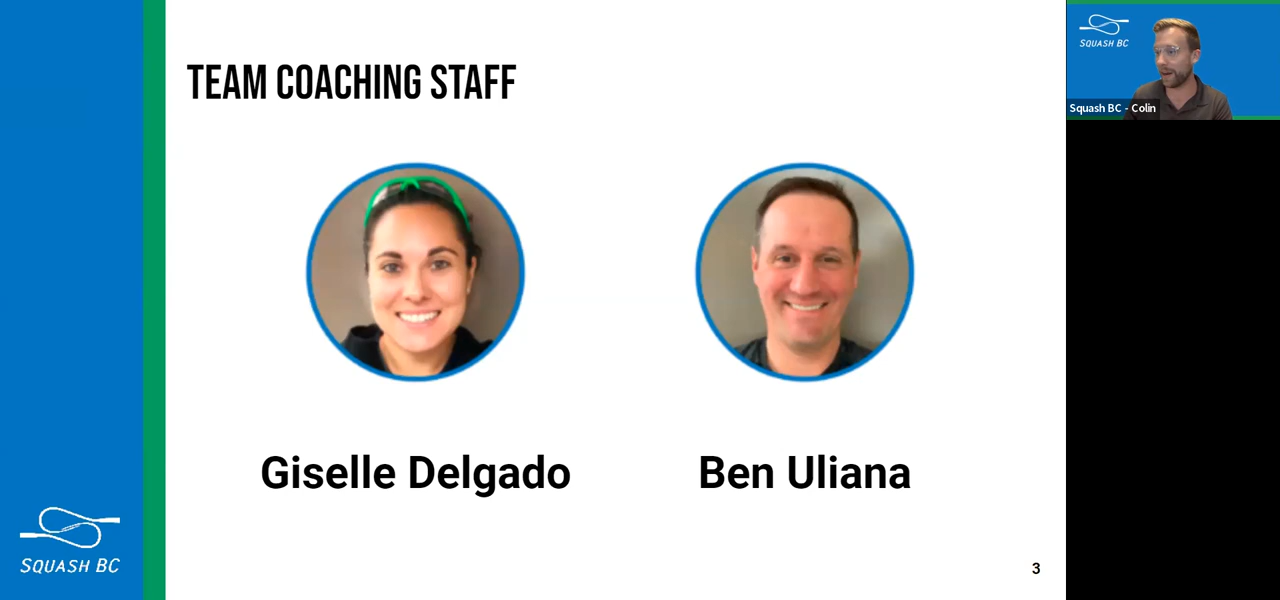 TEAM COACHING STAFF
Giselle Delgado
Ben Uliana
SQUASH BC
3
SQUASH BC
Squash BC - Colin